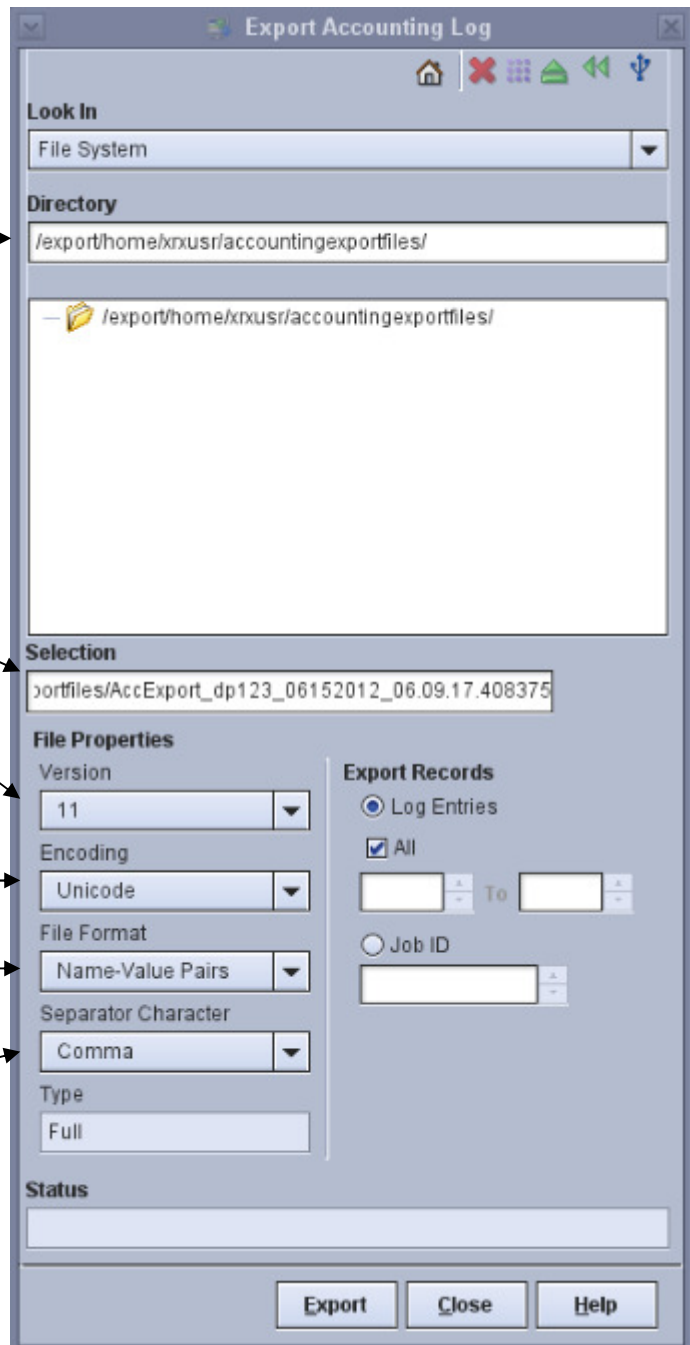 Export Accounting Log
Look In
File System
Directory
/export/home/xrxusr/accountingexportfiles/
/export/home/xrxusr/accountingexportfiles/
Selection
portfiles/AccExport_dp123_06152012_06.09.17.408375
File Properties
Version
11
Encoding
Unicode
File Format
Name-Value Pairs
Separator Character
Comma
Type
Full
Export Records
Log Entries
All
To
Job ID
Status
Export Close Help